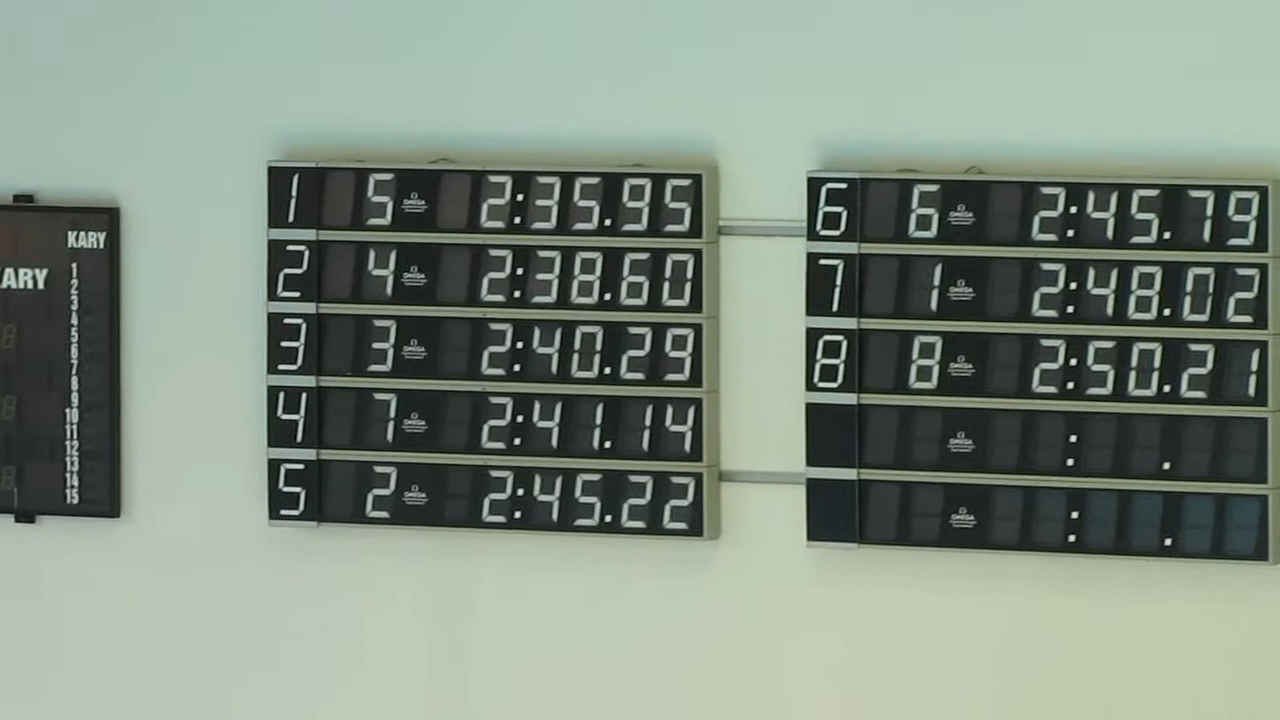 KARY
KARY
1
2
3
4
5
6
7
8
9
10
11
12
13
14
15
1 5 OMEGA 2:35.95
2 4 OMEGA 2:38.60
3 3 OMEGA 2:40.29
4 7 OMEGA 2:41.14
5 2 OMEGA 2:45.22
6 6 OMEGA 2:45.79
7 1 OMEGA 2:48.02
8 8 OMEGA 2:50.21
OMEGA : .
OMEGA : .